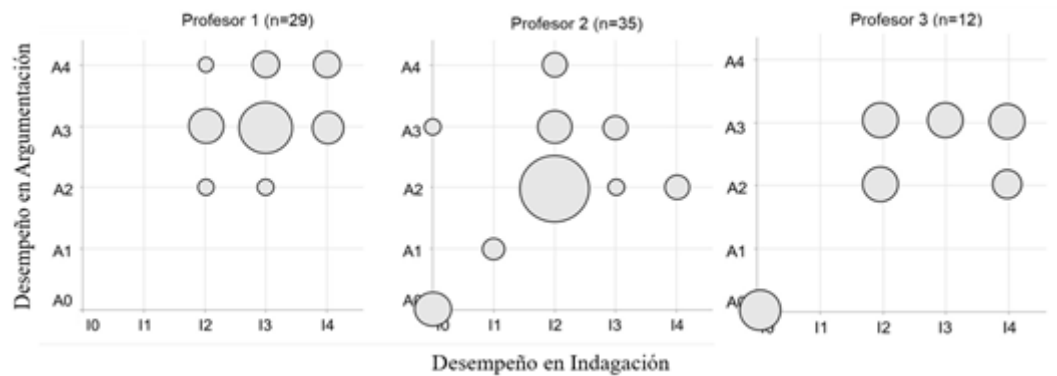 Profesor 1 (n=29)
Profesor 2 (n=35)
Profesor 3 (n=12)
Desempeño en Argumentación
A4
A3
A2
A1
A0
I0 I1 I2 I3 I4
A4
A3
A2
A1
I1 I2 I3 I4
A4
A3
A2
A1
I1 I2 I3 I4
Desempeño en Indagación